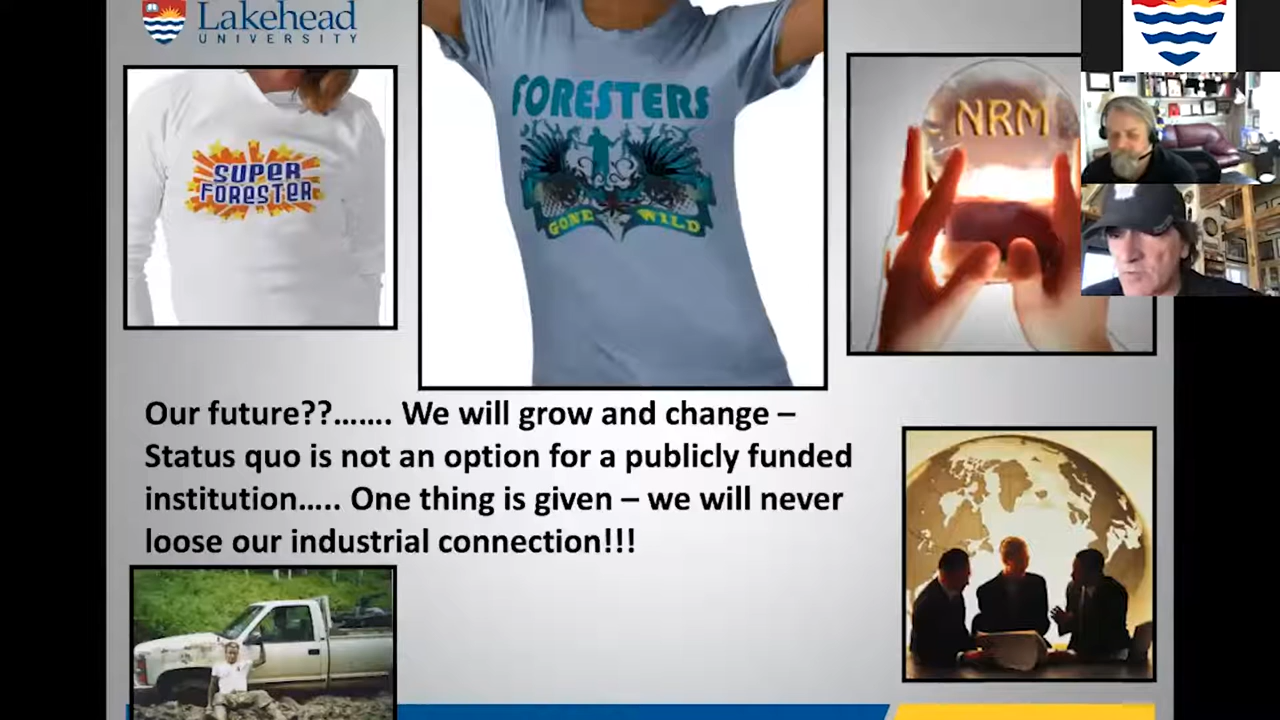 Lakehead
UNIVERSITY
SUPER
FORESTER
FORESTERS
GONE WILD
NRM
Our future??……. We will grow and change –
Status quo is not an option for a publicly funded
institution….. One thing is given – we will never
loose our industrial connection!!!